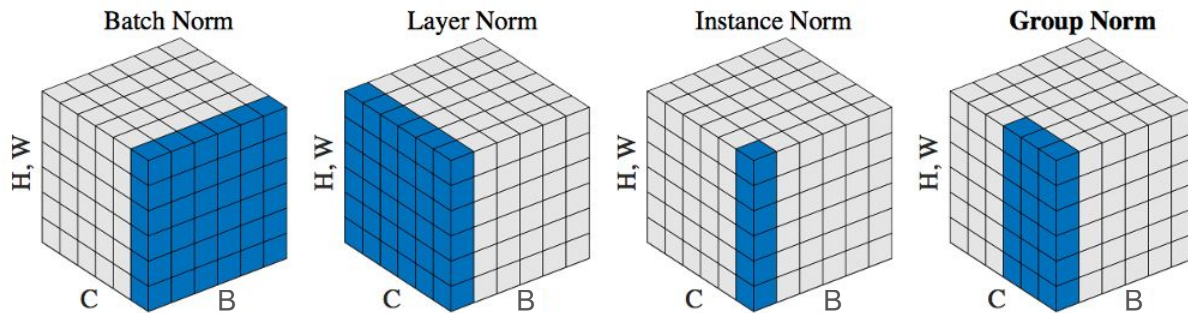 Batch Norm
Layer Norm
Instance Norm
Group Norm
H, W
C
B
H, W
C
B
H, W
C
B
H, W
C
B